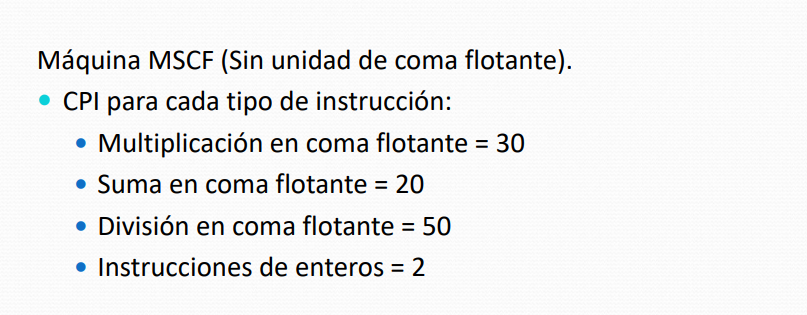 Máquina MSCF (Sin unidad de coma flotante).
• CPI para cada tipo de instrucción:
• Multiplicación en coma flotante = 30
• Suma en coma flotante = 20
• División en coma flotante = 50
• Instrucciones de enteros = 2